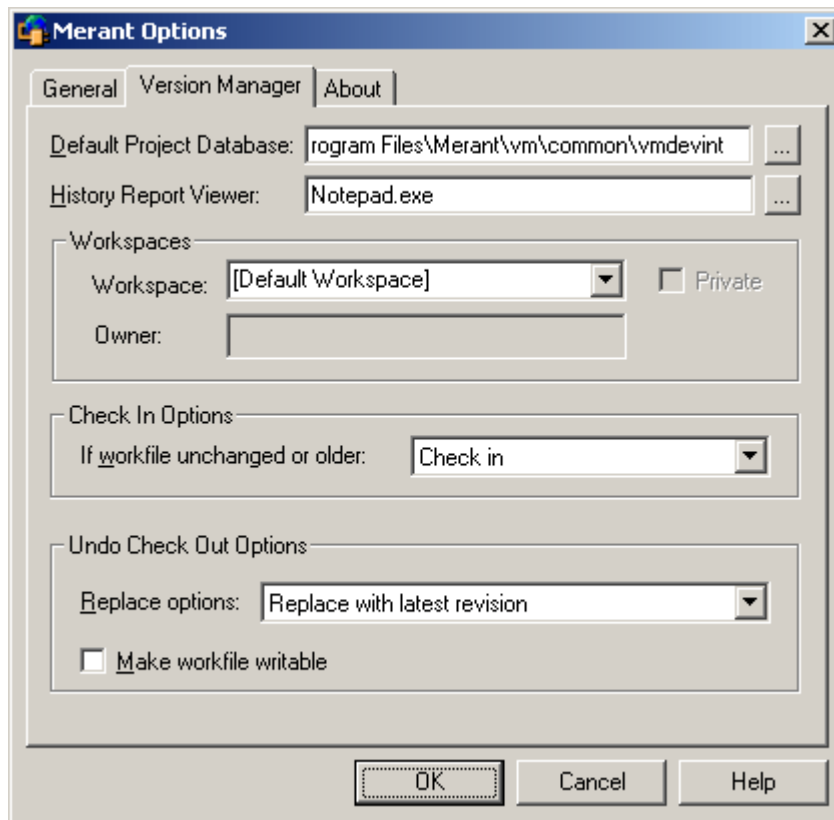 Merant Options
General Version Manager About
Default Project Database: rogram Files\Merant\vm\common\vmdevint ...
History Report Viewer: Notepad.exe ...
Workspaces
Workspace: [Default Workspace] Private
Owner:
Check In Options
If workfile unchanged or older: Check in
Undo Check Out Options
Replace options: Replace with latest revision
Make workfile writable
OK Cancel Help